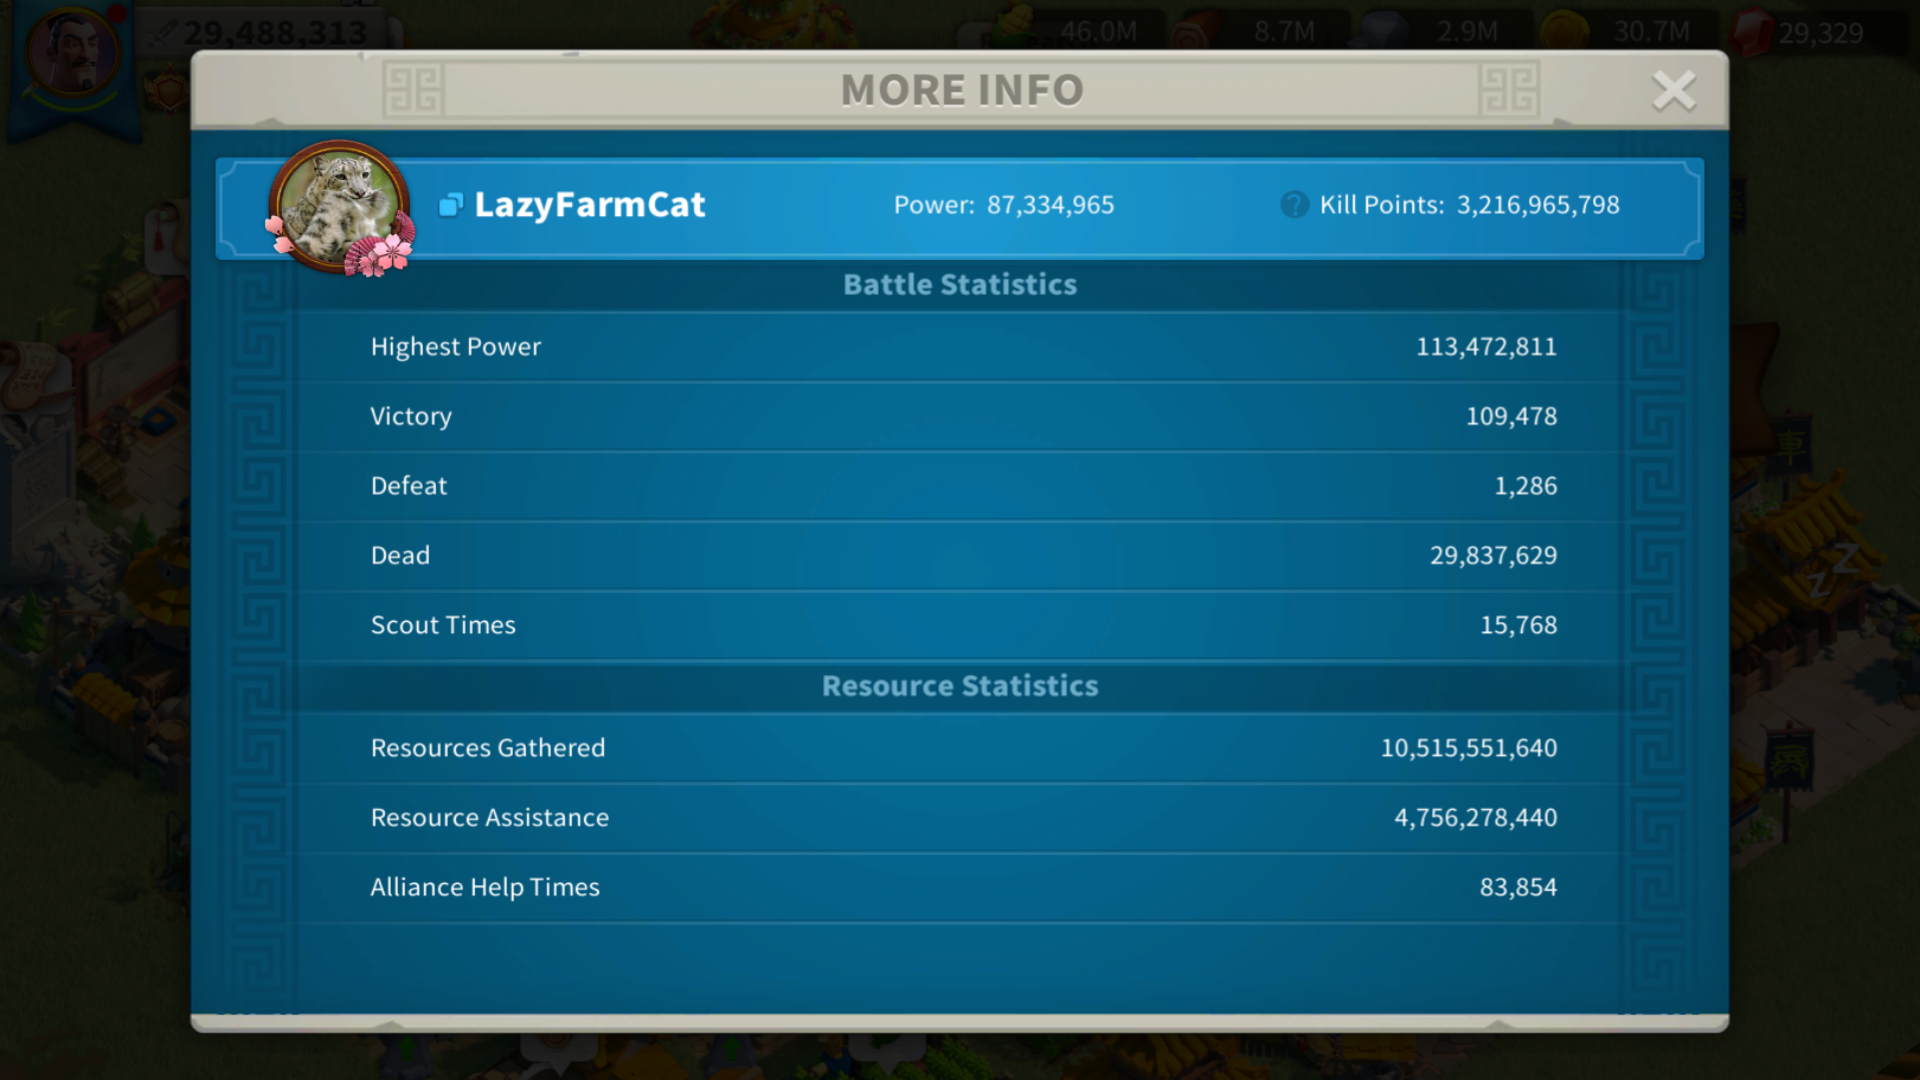 29,488,313
46.0M
8.7M
2.9M
30.7M
29,329
MORE INFO
LazyFarmCat
Power: 87,334,965
? Kill Points: 3,216,965,798
Battle Statistics
Highest Power 113,472,811
Victory 109,478
Defeat 1,286
Dead 29,837,629
Scout Times 15,768
Resource Statistics
Resources Gathered 10,515,551,640
Resource Assistance 4,756,278,440
Alliance Help Times 83,854
車
z Z